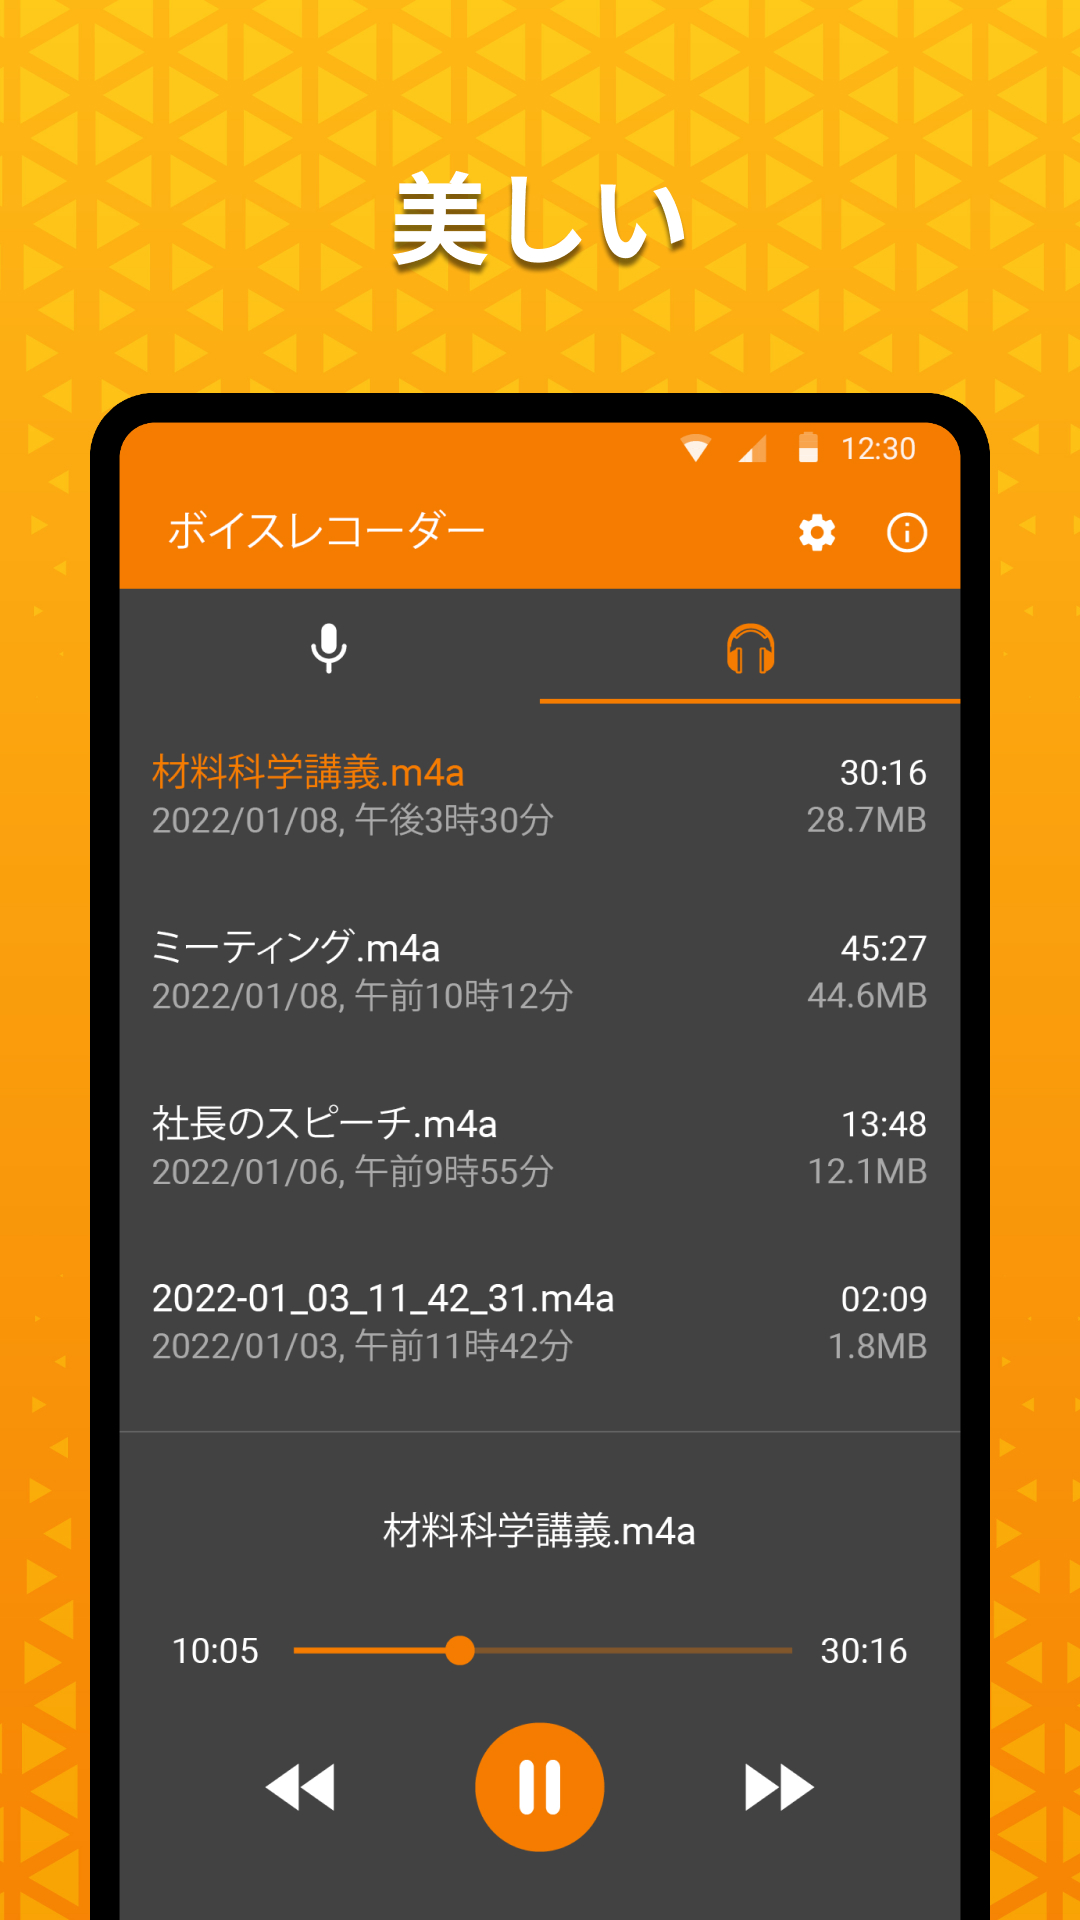 美しい
12:30
ボイスレコーダー
材料科学講義.m4a 30:16
2022/01/08, 午後3時30分 28.7MB
ミーティング.m4a 45:27
2022/01/08, 午前10時12分 44.6MB
社長のスピーチ.m4a 13:48
2022/01/06, 午前9時55分 12.1MB
2022-01_03_11_42_31.m4a 02:09
2022/01/03, 午前11時42分 1.8MB
材料科学講義.m4a
10:05 30:16